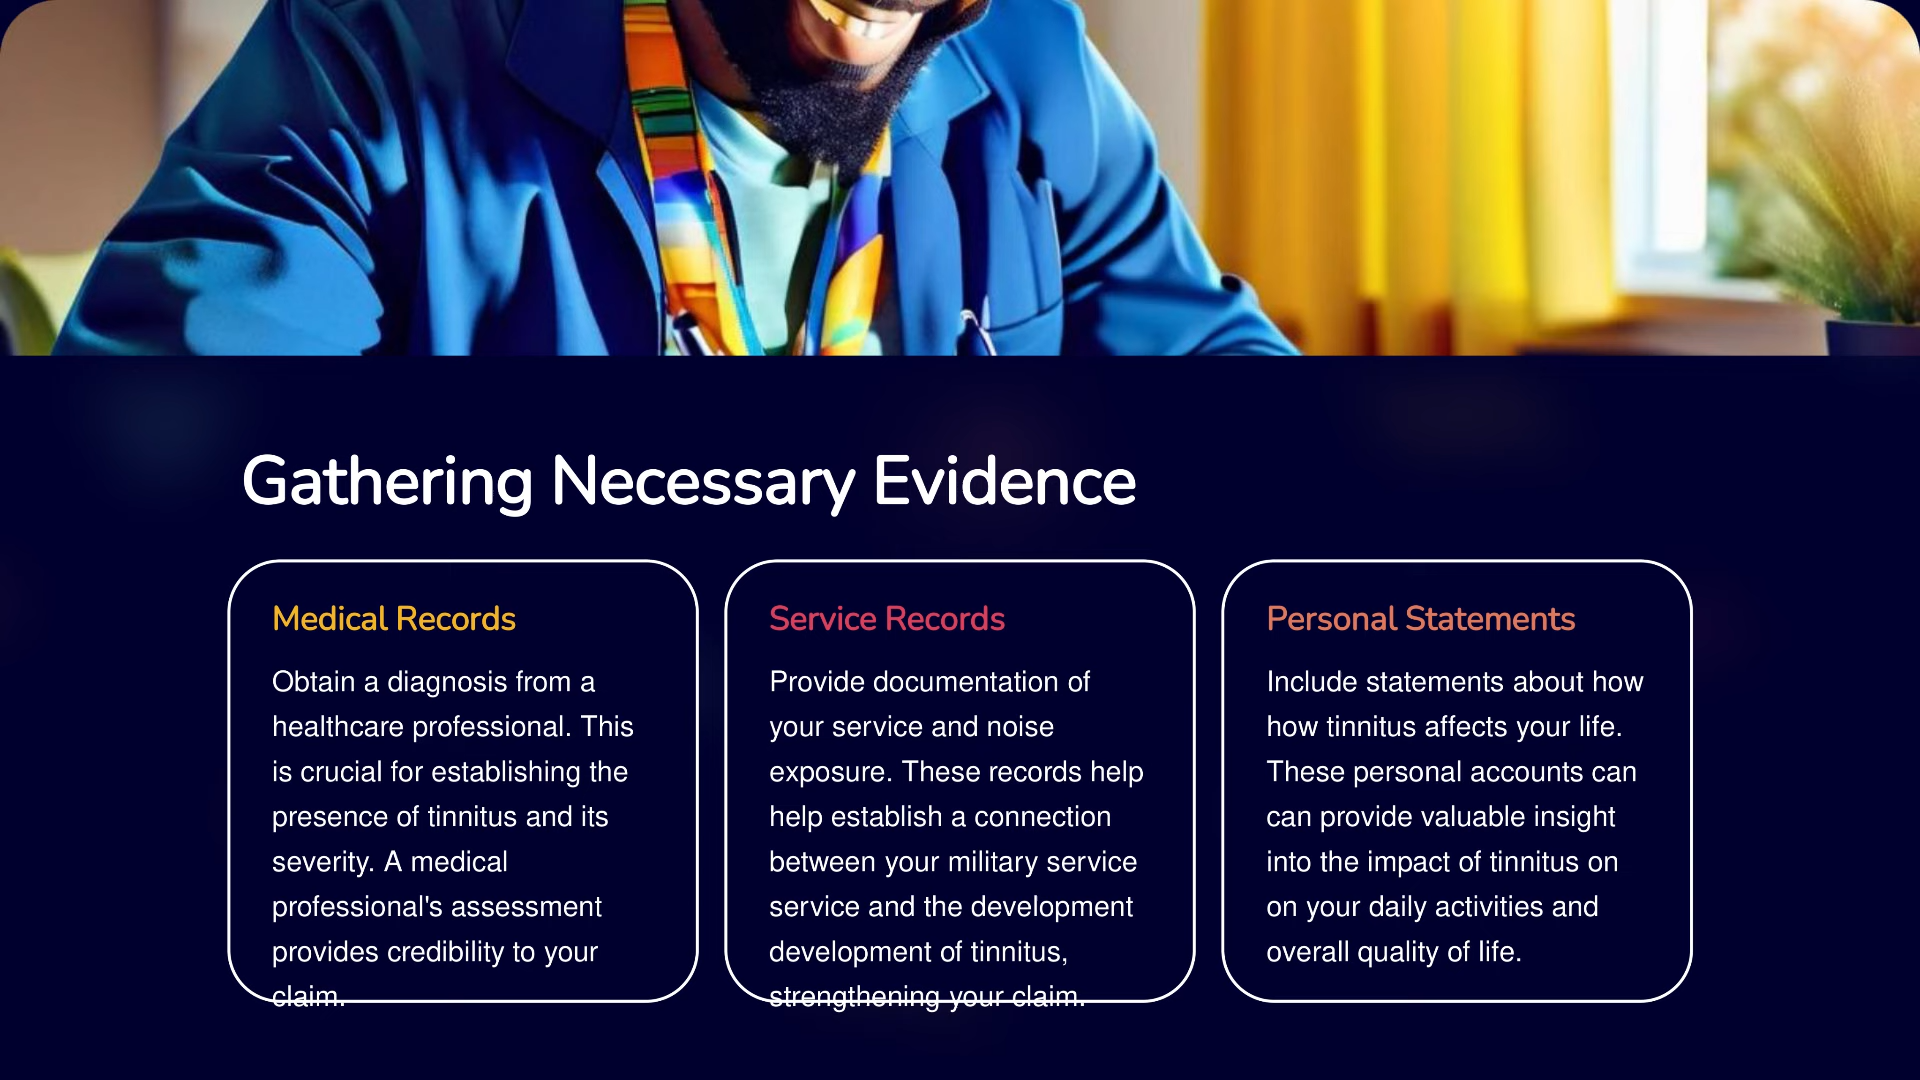 Gathering Necessary Evidence
Medical Records
Obtain a diagnosis from a
healthcare professional. This
is crucial for establishing the
presence of tinnitus and its
severity. A medical
professional's assessment
provides credibility to your
claim.
Service Records
Provide documentation of
your service and noise
exposure. These records help
help establish a connection
between your military service
service and the development
development of tinnitus,
strengthening your claim.
Personal Statements
Include statements about how
how tinnitus affects your life.
These personal accounts can
can provide valuable insight
into the impact of tinnitus on
on your daily activities and
overall quality of life.